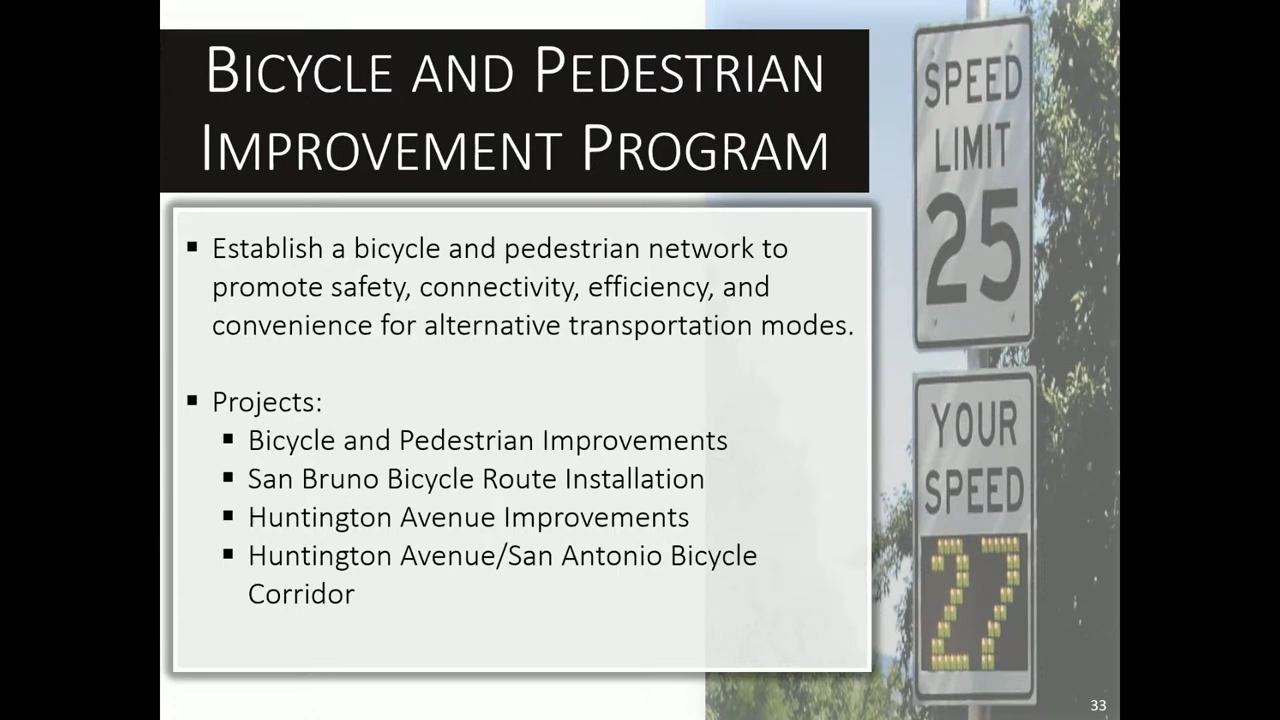 BICYCLE AND PEDESTRIAN
IMPROVEMENT PROGRAM
▪ Establish a bicycle and pedestrian network to
promote safety, connectivity, efficiency, and
convenience for alternative transportation modes.
▪ Projects:
▪ Bicycle and Pedestrian Improvements
▪ San Bruno Bicycle Route Installation
▪ Huntington Avenue Improvements
▪ Huntington Avenue/San Antonio Bicycle
Corridor
SPEED
LIMIT
25
YOUR
SPEED
27
33